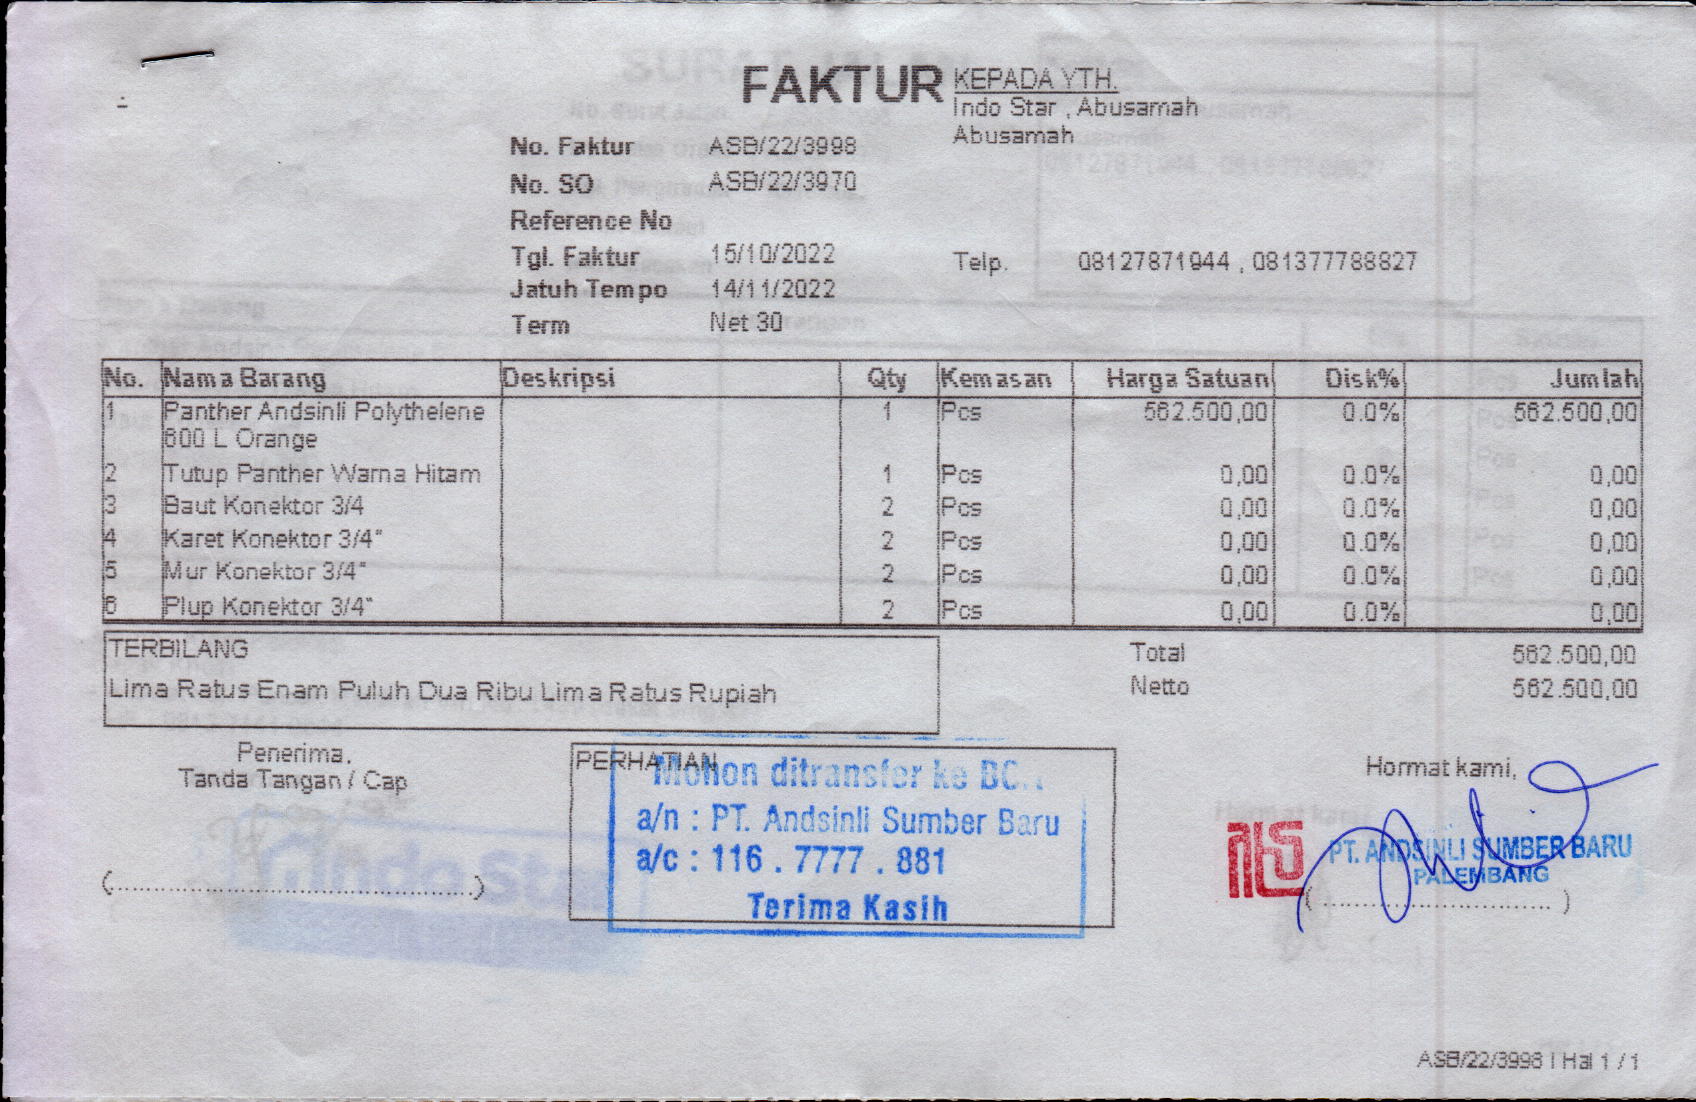 FAKTUR
KEPADA YTH.
Indo Star , Abusamah
Abusamah
No. Faktur ASB/22/3998
No. SO ASB/22/3970
Reference No
Tgl. Faktur 15/10/2022
Telp. 08127871944 , 081377788827
Jatuh Tempo 14/11/2022
Term Net 30
No. Nama Barang Deskripsi Qty Kemasan Harga Satuan Disk% Jumlah
1 Panther Andsinli Polythelene 1 Pcs 562.500,00 0.0% 562.500,00
600 L Orange
2 Tutup Panther Warna Hitam 1 Pcs 0,00 0.0% 0,00
3 Baut Konektor 3/4 2 Pcs 0,00 0.0% 0,00
4 Karet Konektor 3/4" 2 Pcs 0,00 0.0% 0,00
5 Mur Konektor 3/4" 2 Pcs 0,00 0.0% 0,00
6 Plup Konektor 3/4" 2 Pcs 0,00 0.0% 0,00
TERBILANG
Lima Ratus Enam Puluh Dua Ribu Lima Ratus Rupiah
Total 562.500,00
Netto 562.500,00
Penerima,
Tanda Tangan / Cap
(................................................)
Indo Star
PERHATIAN
Mohon ditransfer ke BCA
a/n : PT. Andsinli Sumber Baru
a/c : 116 . 7777 . 881
Terima Kasih
Hormat kami,
PT. ANDSINLI SUMBER BARU
PALEMBANG
( .............................. )
ASB/22/3998 | Hal 1 / 1